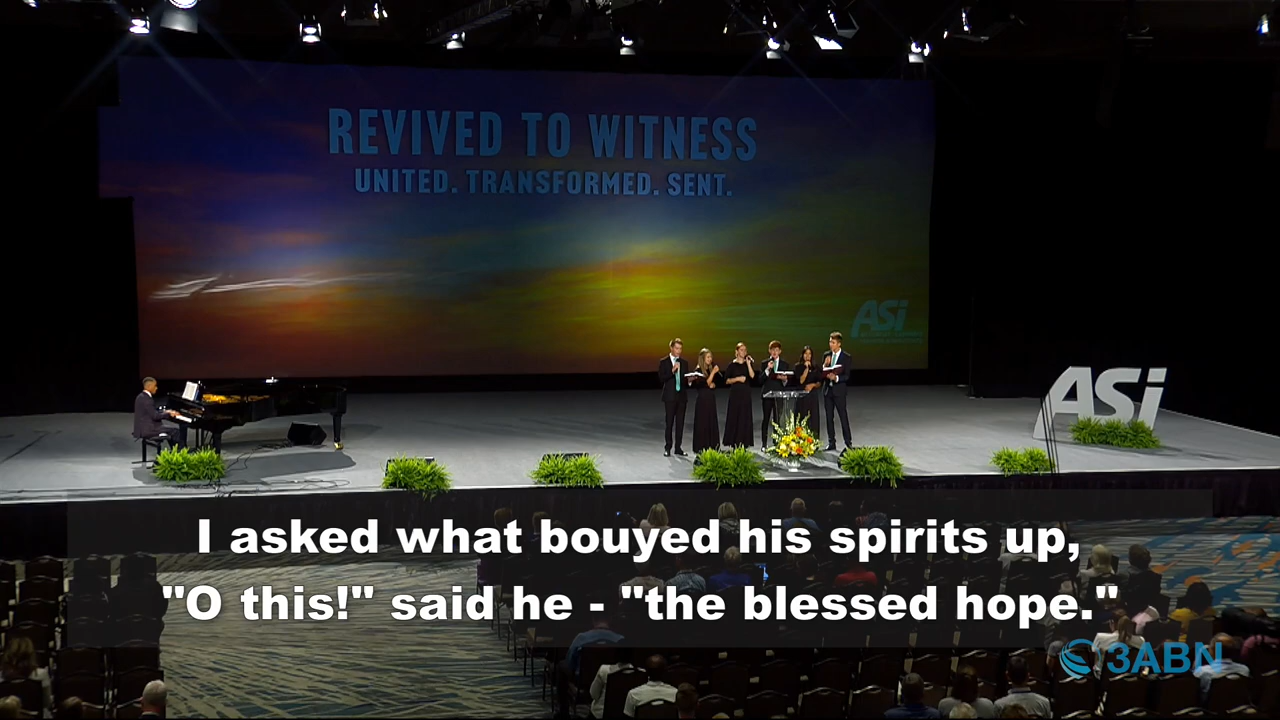 REVIVED TO WITNESS
UNITED. TRANSFORMED. SENT.
ASi
ASi
I asked what bouyed his spirits up,
"O this!" said he - "the blessed hope."
3ABN